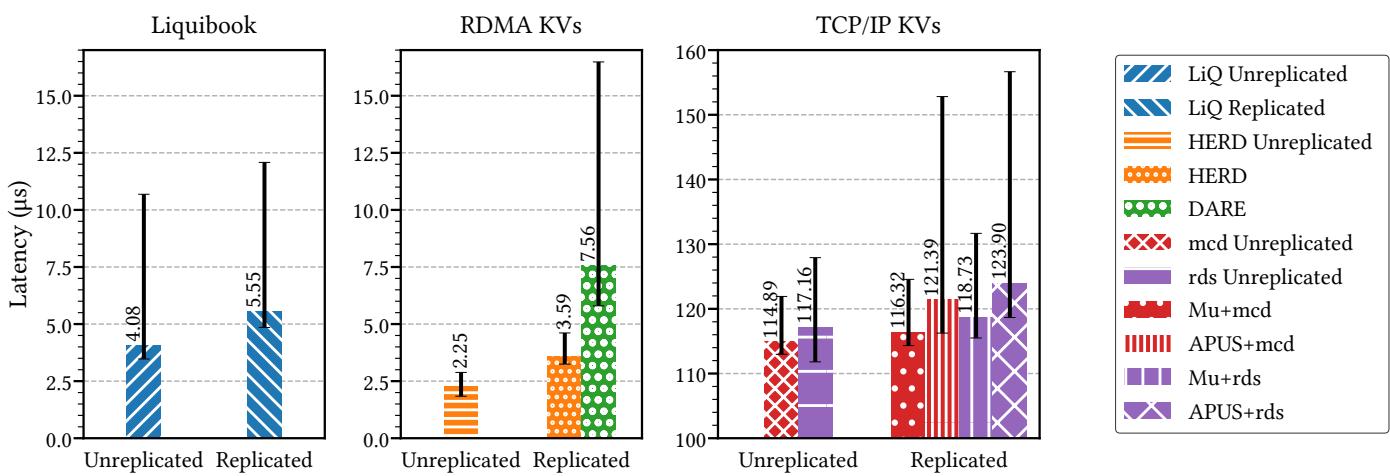 Liquibook
RDMA KVs
TCP/IP KVs
Latency (µs)
15.0
12.5
10.0
7.5
5.0
2.5
0.0
4.08
5.55
Unreplicated Replicated
15.0
12.5
10.0
7.5
5.0
2.5
0.0
2.25
3.59
7.56
Unreplicated Replicated
160
150
140
130
120
110
100
114.89
117.16
116.32
121.39
118.73
123.90
Unreplicated Replicated
LiQ Unreplicated
LiQ Replicated
HERD Unreplicated
HERD
DARE
mcd Unreplicated
rds Unreplicated
Mu+mcd
APUS+mcd
Mu+rds
APUS+rds